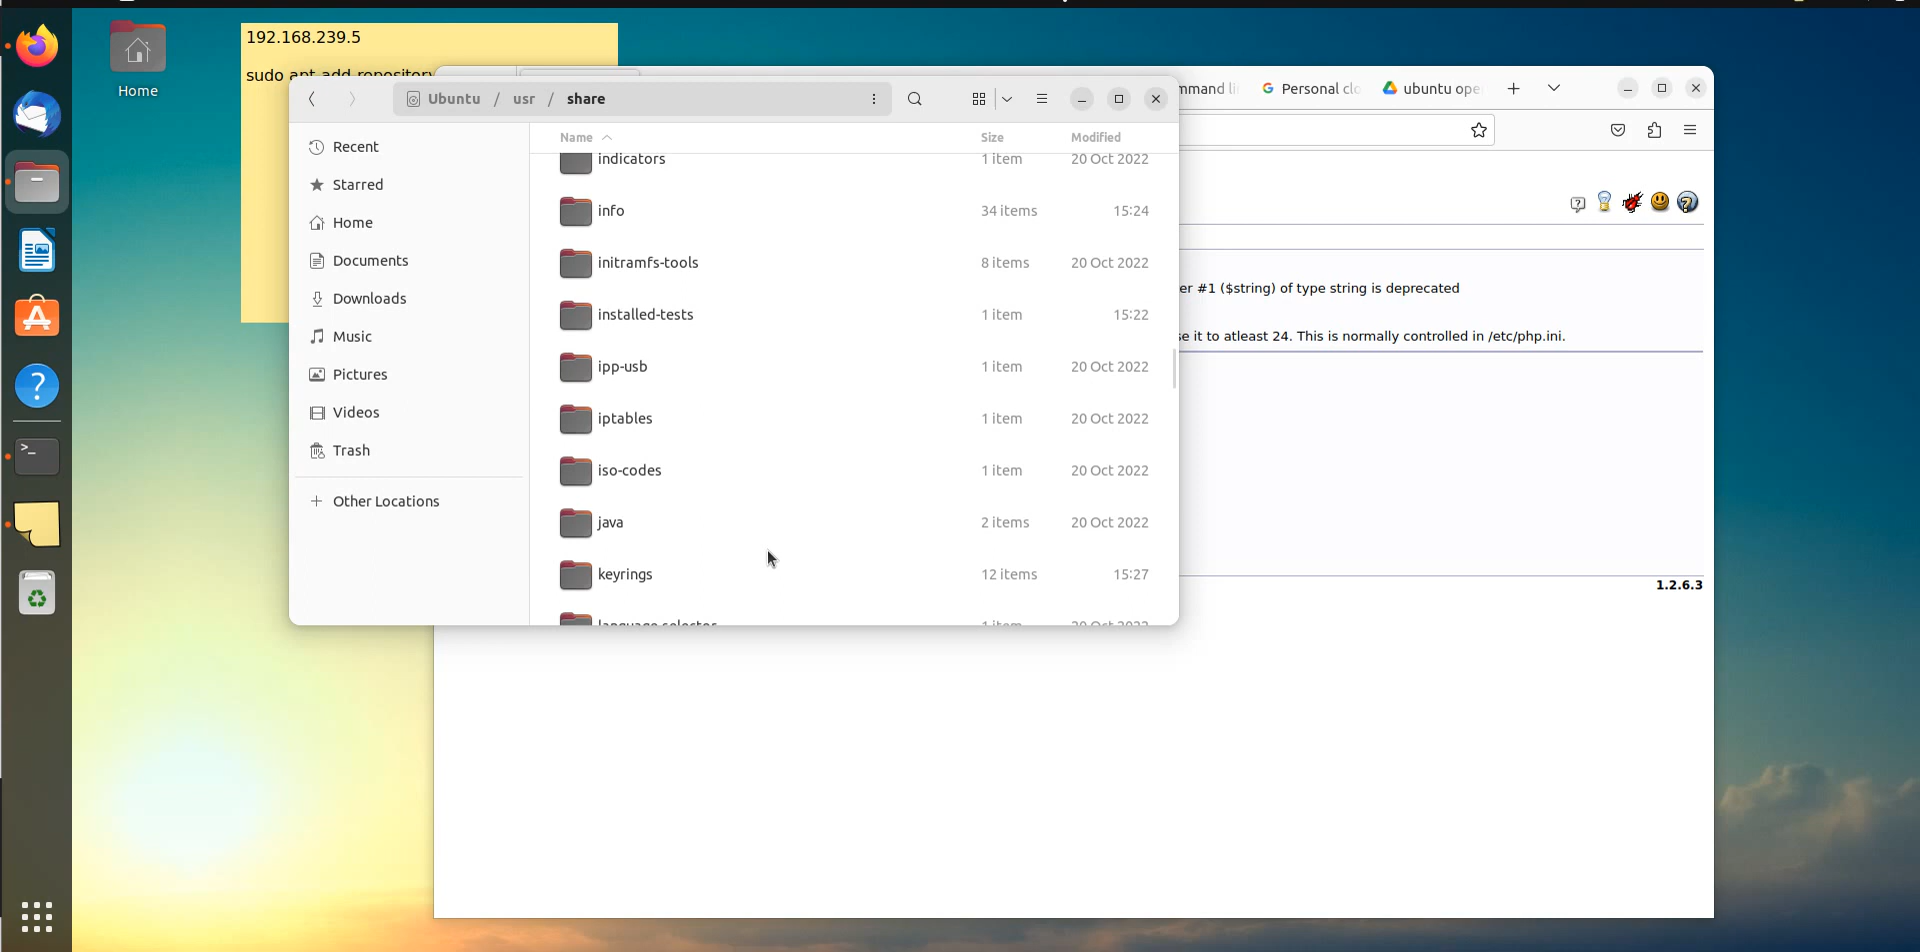 192.168.239.5
sudo apt-add-repository
Home
Ubuntu / usr / share
Recent
Starred
Home
Documents
Downloads
Music
Pictures
Videos
Trash
+ Other Locations
Name Size Modified
indicators 1 item 20 Oct 2022
info 34 items 15:24
initramfs-tools 8 items 20 Oct 2022
installed-tests 1 item 15:22
ipp-usb 1 item 20 Oct 2022
iptables 1 item 20 Oct 2022
iso-codes 1 item 20 Oct 2022
java 2 items 20 Oct 2022
keyrings 12 items 15:27
language-selector 1 item 20 Oct 2022
mmand li Personal clo ubuntu ope
er #1 ($string) of type string is deprecated
se it to atleast 24. This is normally controlled in /etc/php.ini.
1.2.6.3